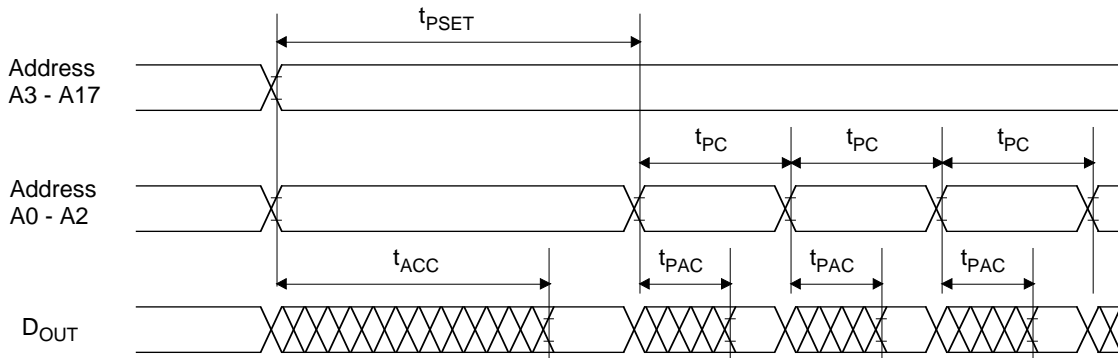 tPSET
Address
A3 - A17
tPC tPC tPC
Address
A0 - A2
tACC tPAC tPAC tPAC
DOUT